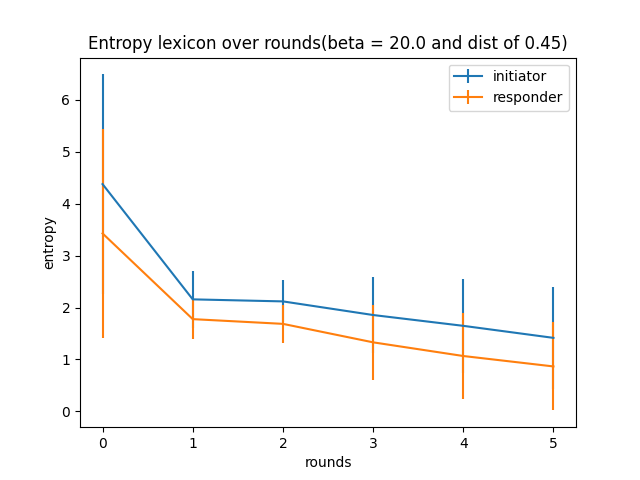 Entropy lexicon over rounds(beta = 20.0 and dist of 0.45)
initiator
responder
entropy
6
5
4
3
2
1
0
0 1 2 3 4 5
rounds